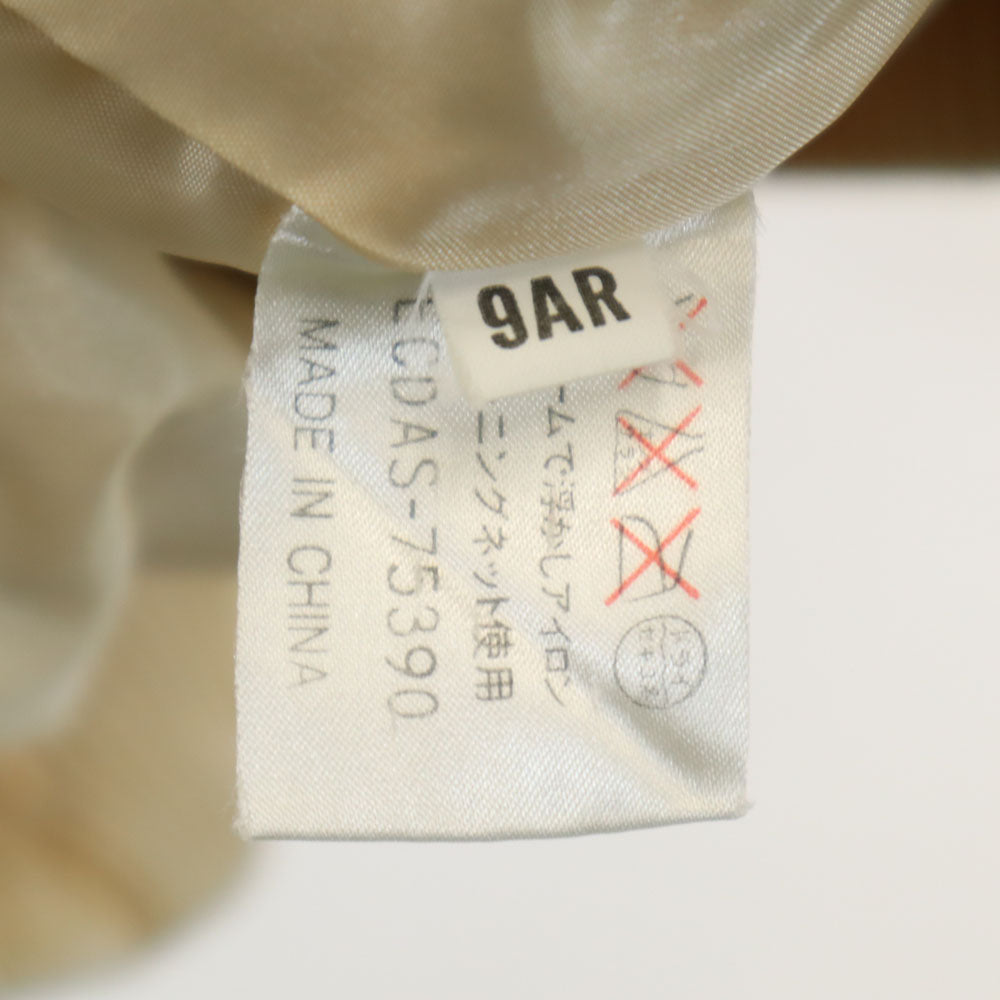 9AR
ームで浮かしアイロン
ニングネット使用
ECDAS-75390
MADE IN CHINA